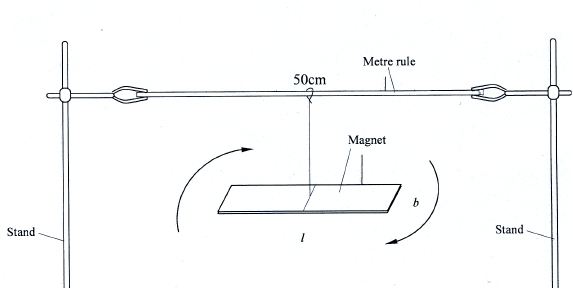 Metre rule
50cm
Magnet
b
Stand
Stand
l